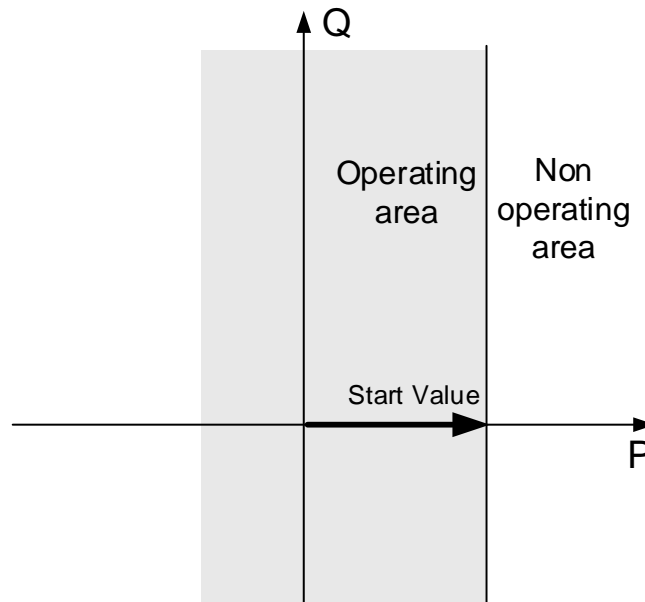 Q
Operating
area
Non
operating
area
Start Value
P